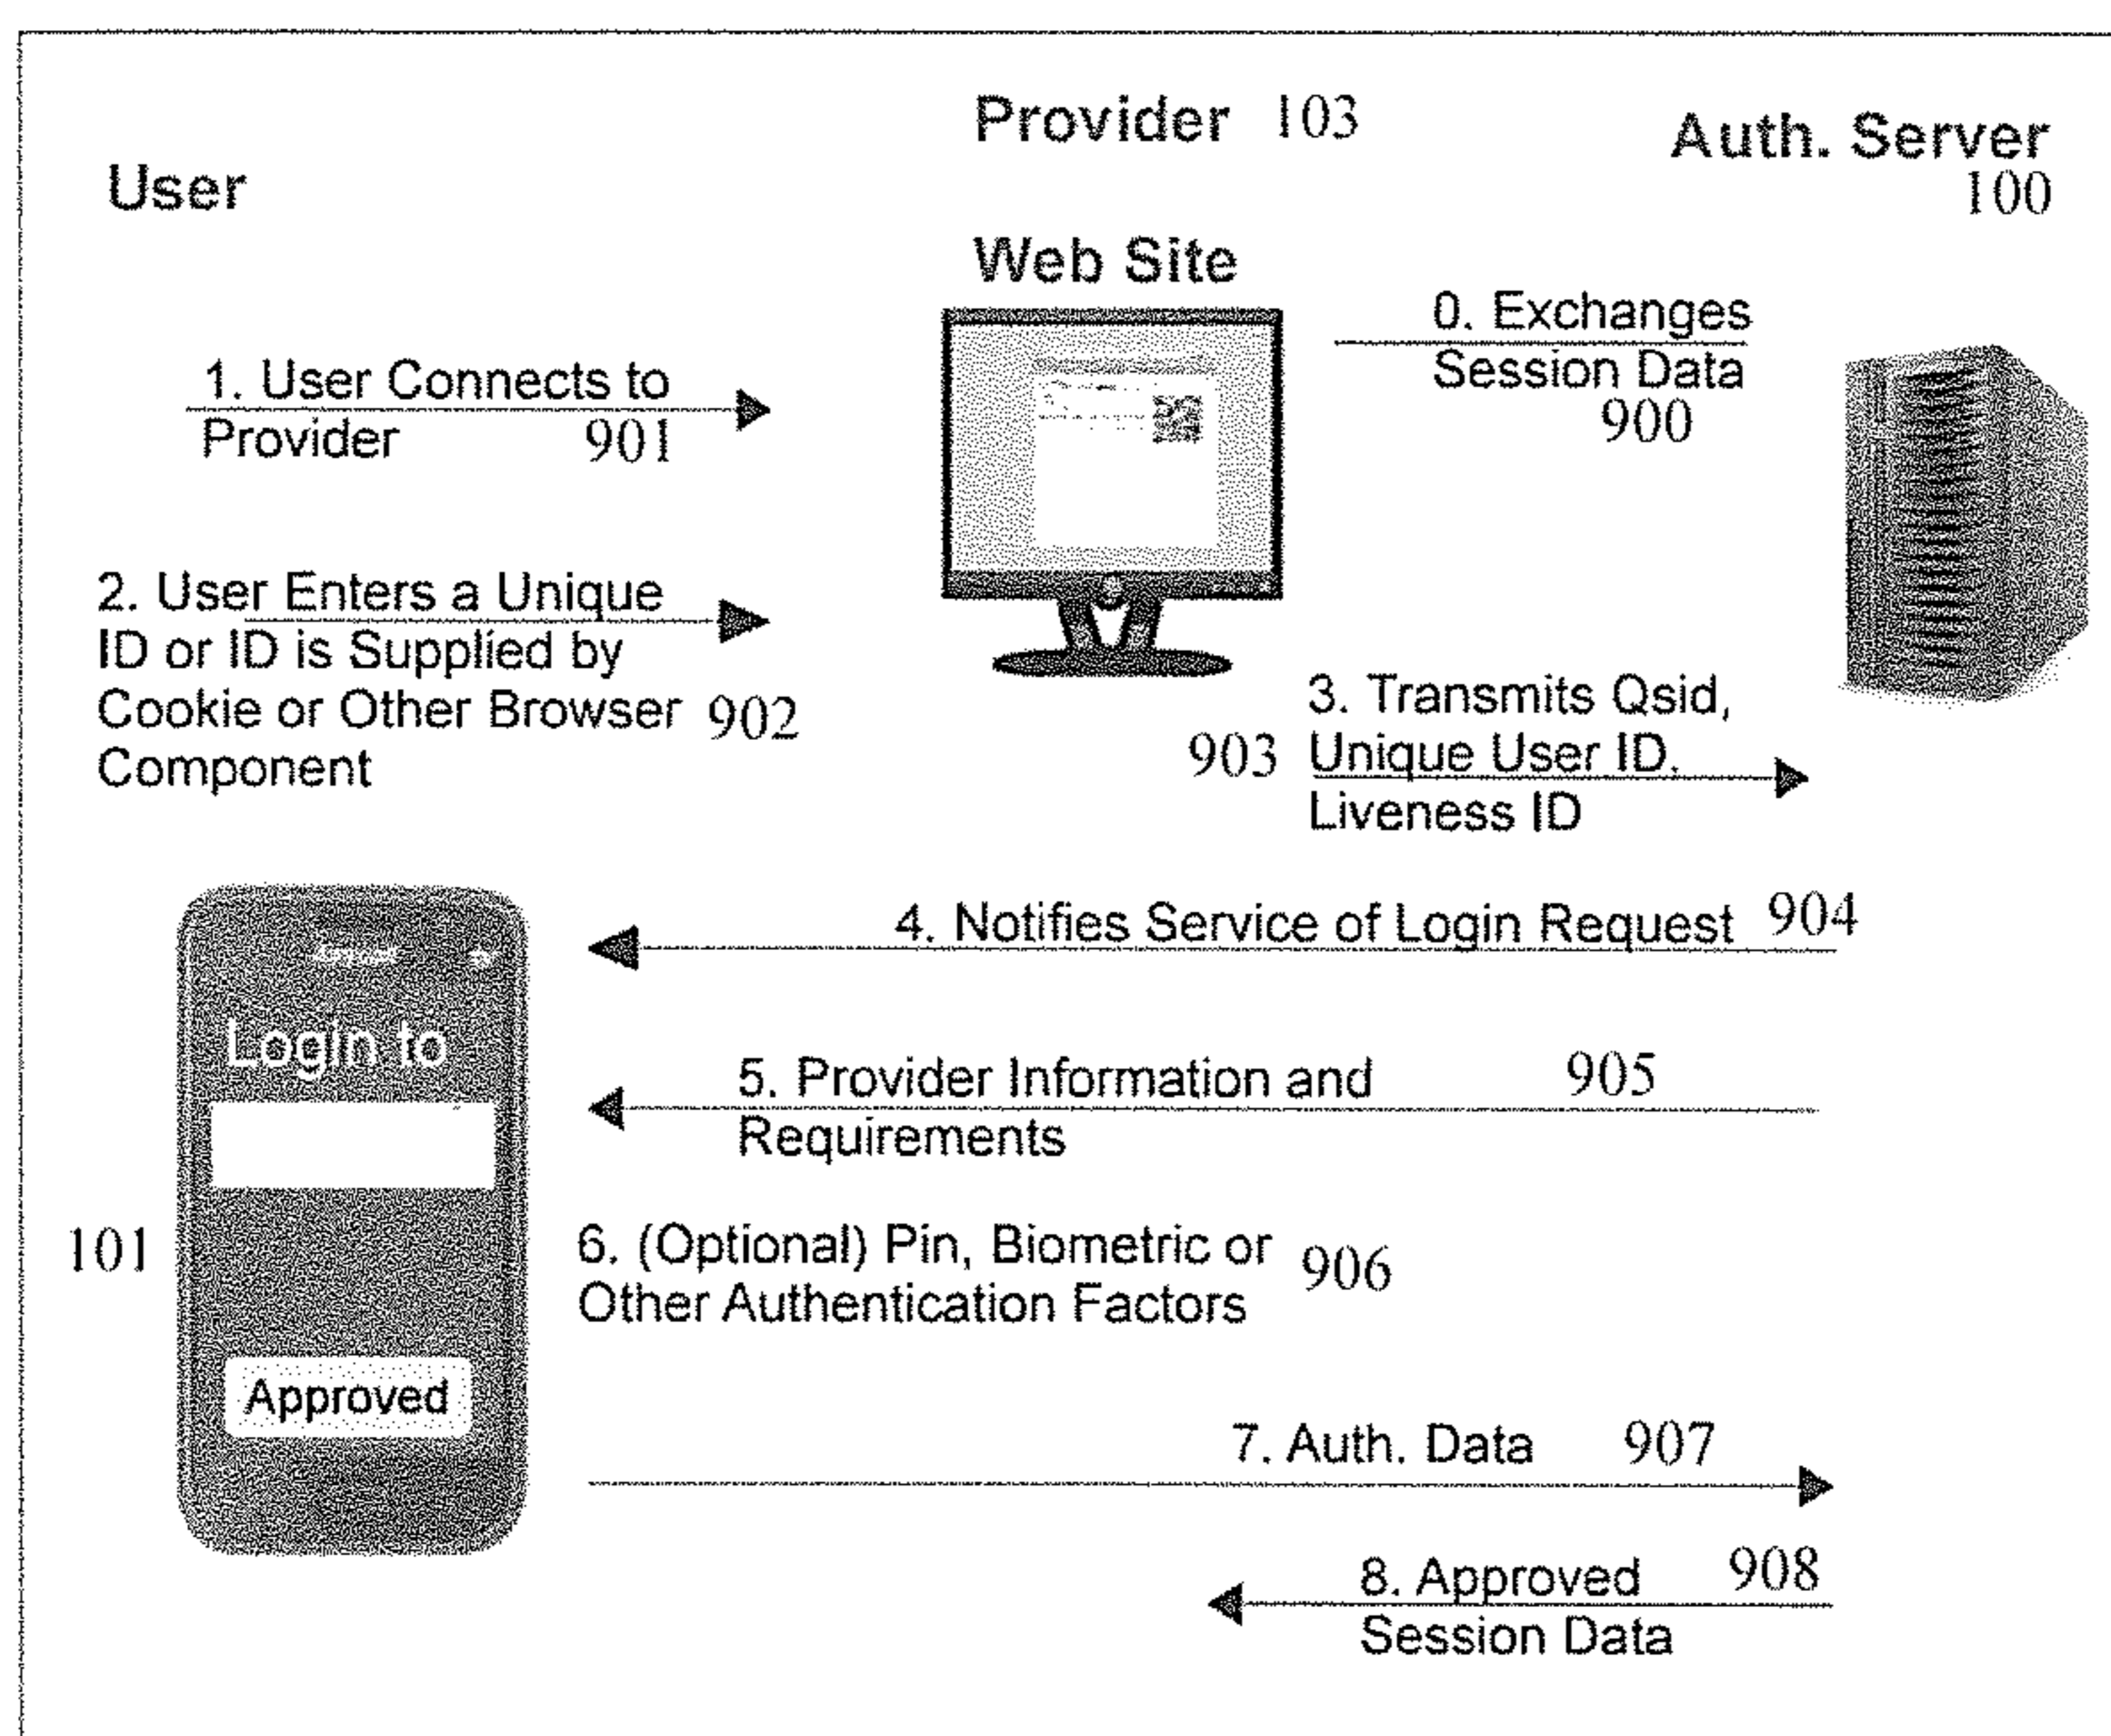 Provider 103
Auth. Server
100
User
Web Site
0. Exchanges
Session Data
900
1. User Connects to
Provider 901
2. User Enters a Unique
ID or ID is Supplied by
Cookie or Other Browser 902
Component
3. Transmits Qsid,
903 Unique User ID.
Liveness ID
4. Notifies Service of Login Request 904
Login to
5. Provider Information and 905
Requirements
101
6. (Optional) Pin, Biometric or 906
Other Authentication Factors
Approved
7. Auth. Data 907
8. Approved 908
Session Data